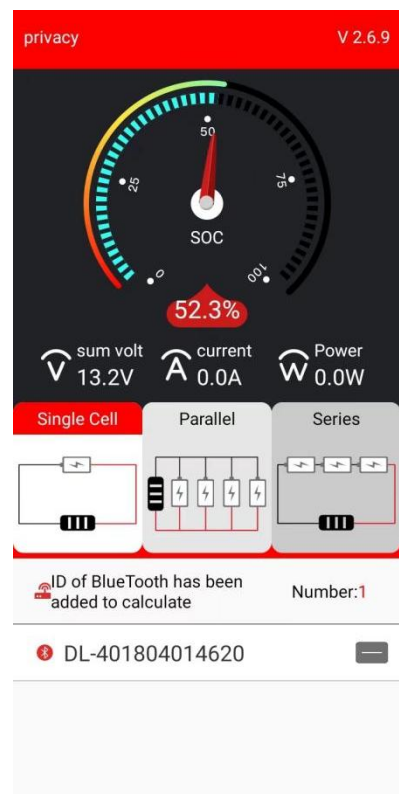 privacy
V 2.6.9
50
25
75
SOC
0
100
52.3%
V sum volt
13.2V
A current
0.0A
W Power
0.0W
Single Cell
Parallel
Series
ID of BlueTooth has been
added to calculate
Number:1
DL-401804014620